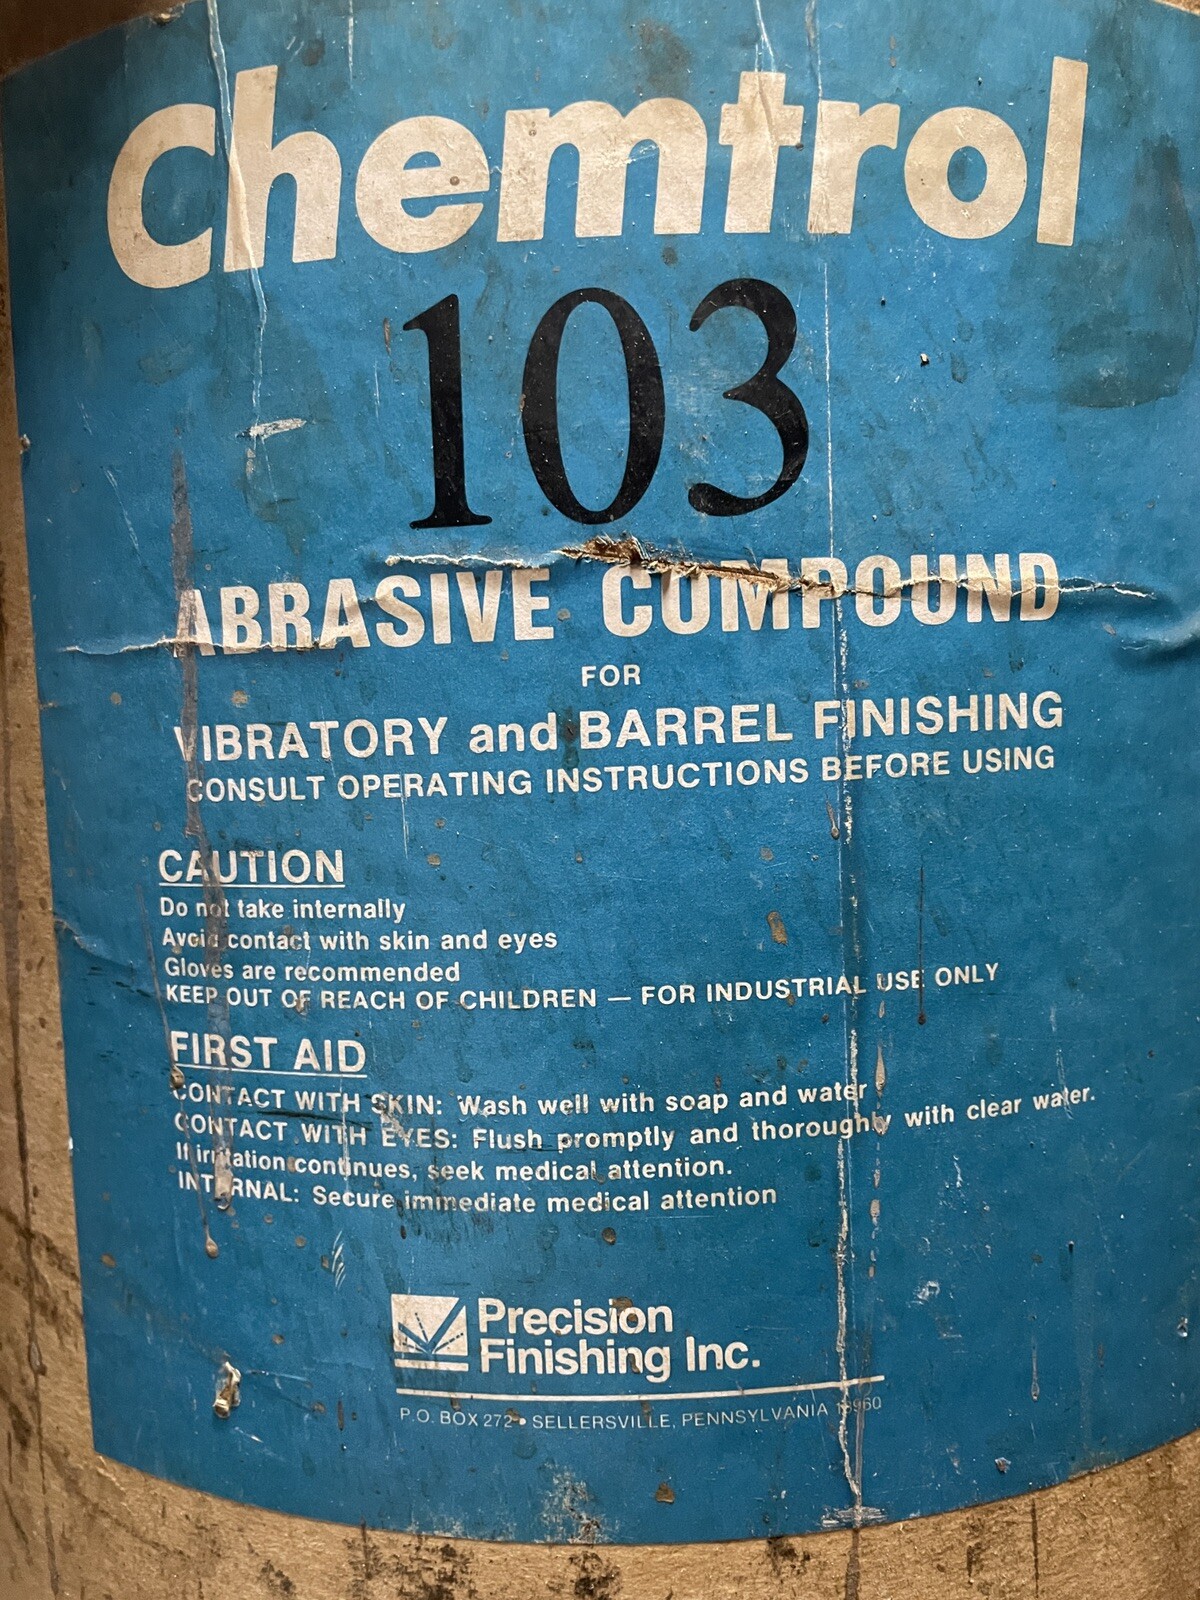 Chemtrol
103
ABRASIVE COMPOUND
FOR
VIBRATORY and BARREL FINISHING
CONSULT OPERATING INSTRUCTIONS BEFORE USING
CAUTION
Do not take internally
Avoid contact with skin and eyes
Gloves are recommended
KEEP OUT OF REACH OF CHILDREN — FOR INDUSTRIAL USE ONLY
FIRST AID
CONTACT WITH SKIN: Wash well with soap and water
CONTACT WITH EYES: Flush promptly and thoroughly with clear water.
If irritation continues, seek medical attention.
INTERNAL: Secure immediate medical attention
Precision
Finishing Inc.
P.O. BOX 272 • SELLERSVILLE, PENNSYLVANIA 18960